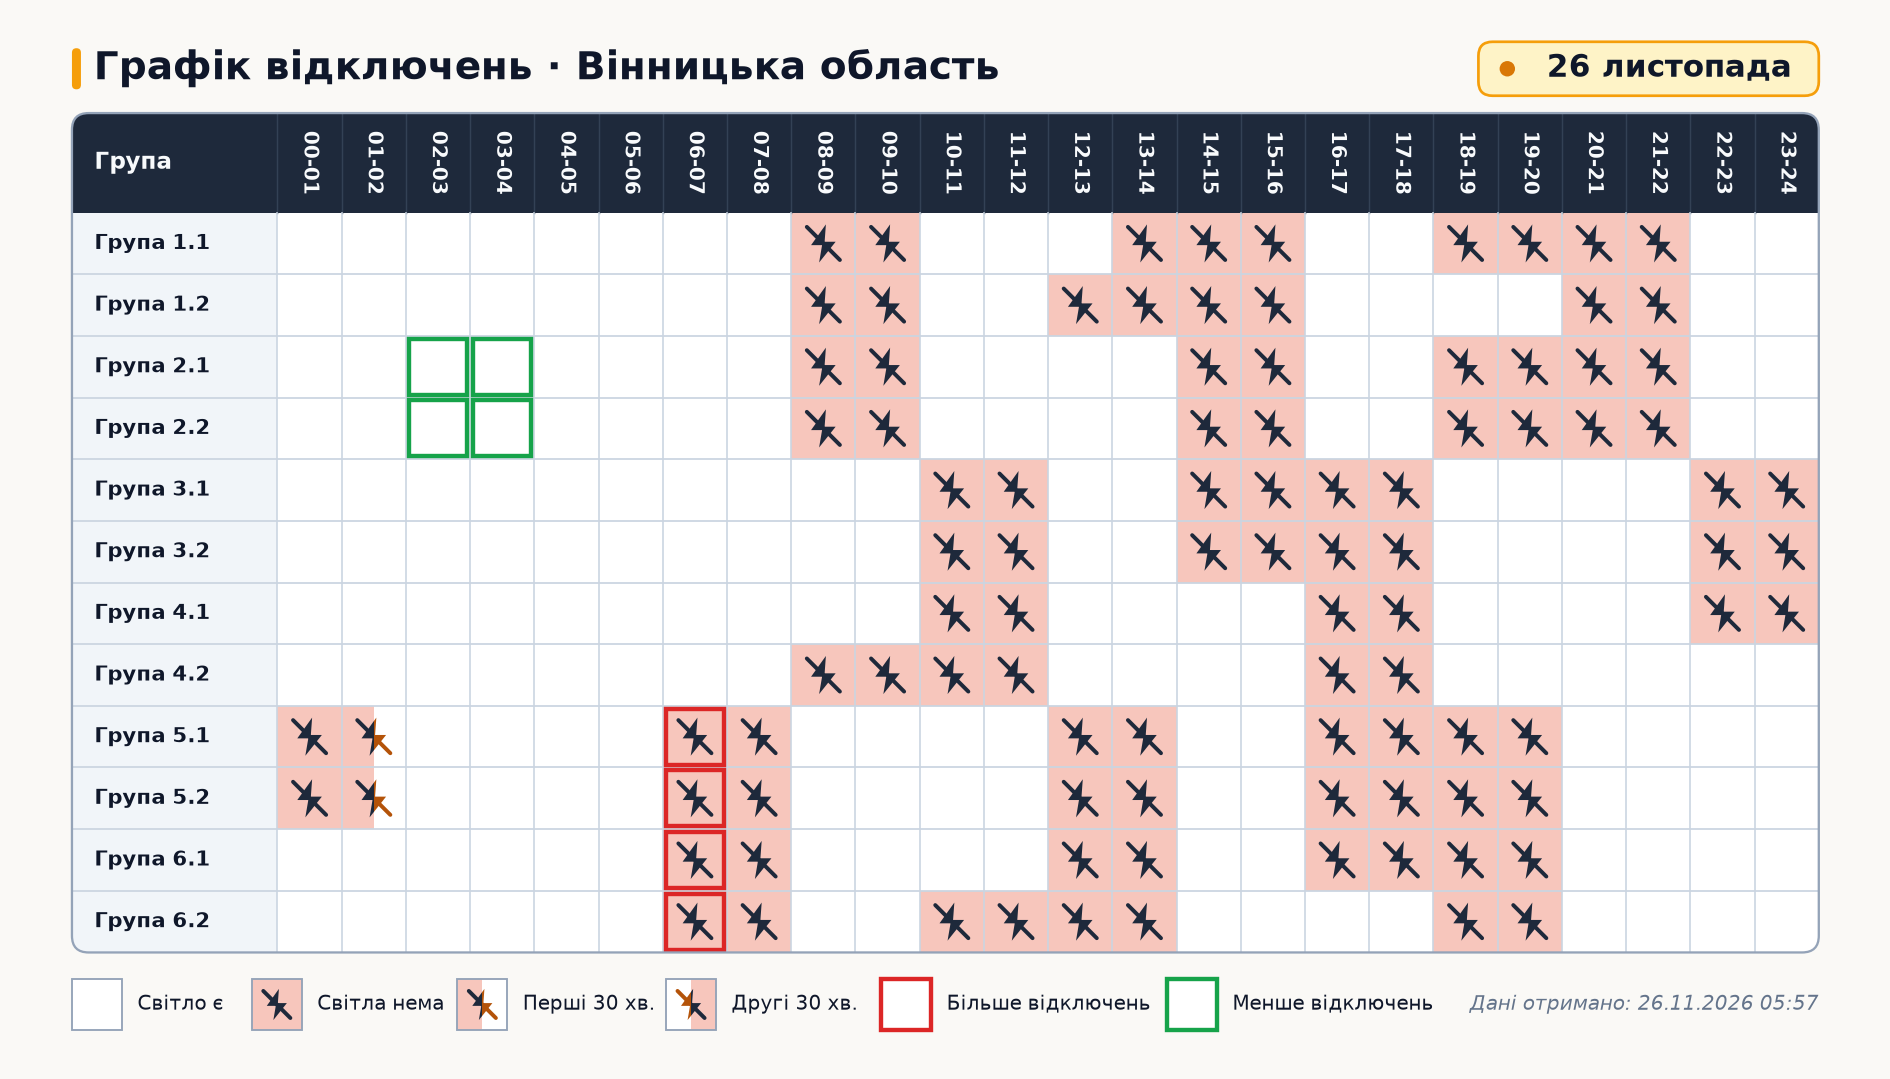 Графік відключень · Вінницька область
26 листопада
Група 00-01 01-02 02-03 03-04 04-05 05-06 06-07 07-08 08-09 09-10 10-11 11-12 12-13 13-14 14-15 15-16 16-17 17-18 18-19 19-20 20-21 21-22 22-23 23-24
Група 1.1
Група 1.2
Група 2.1
Група 2.2
Група 3.1
Група 3.2
Група 4.1
Група 4.2
Група 5.1
Група 5.2
Група 6.1
Група 6.2
Світло є Світла нема Перші 30 хв. Другі 30 хв. Більше відключень Менше відключень Дані отримано: 26.11.2026 05:57